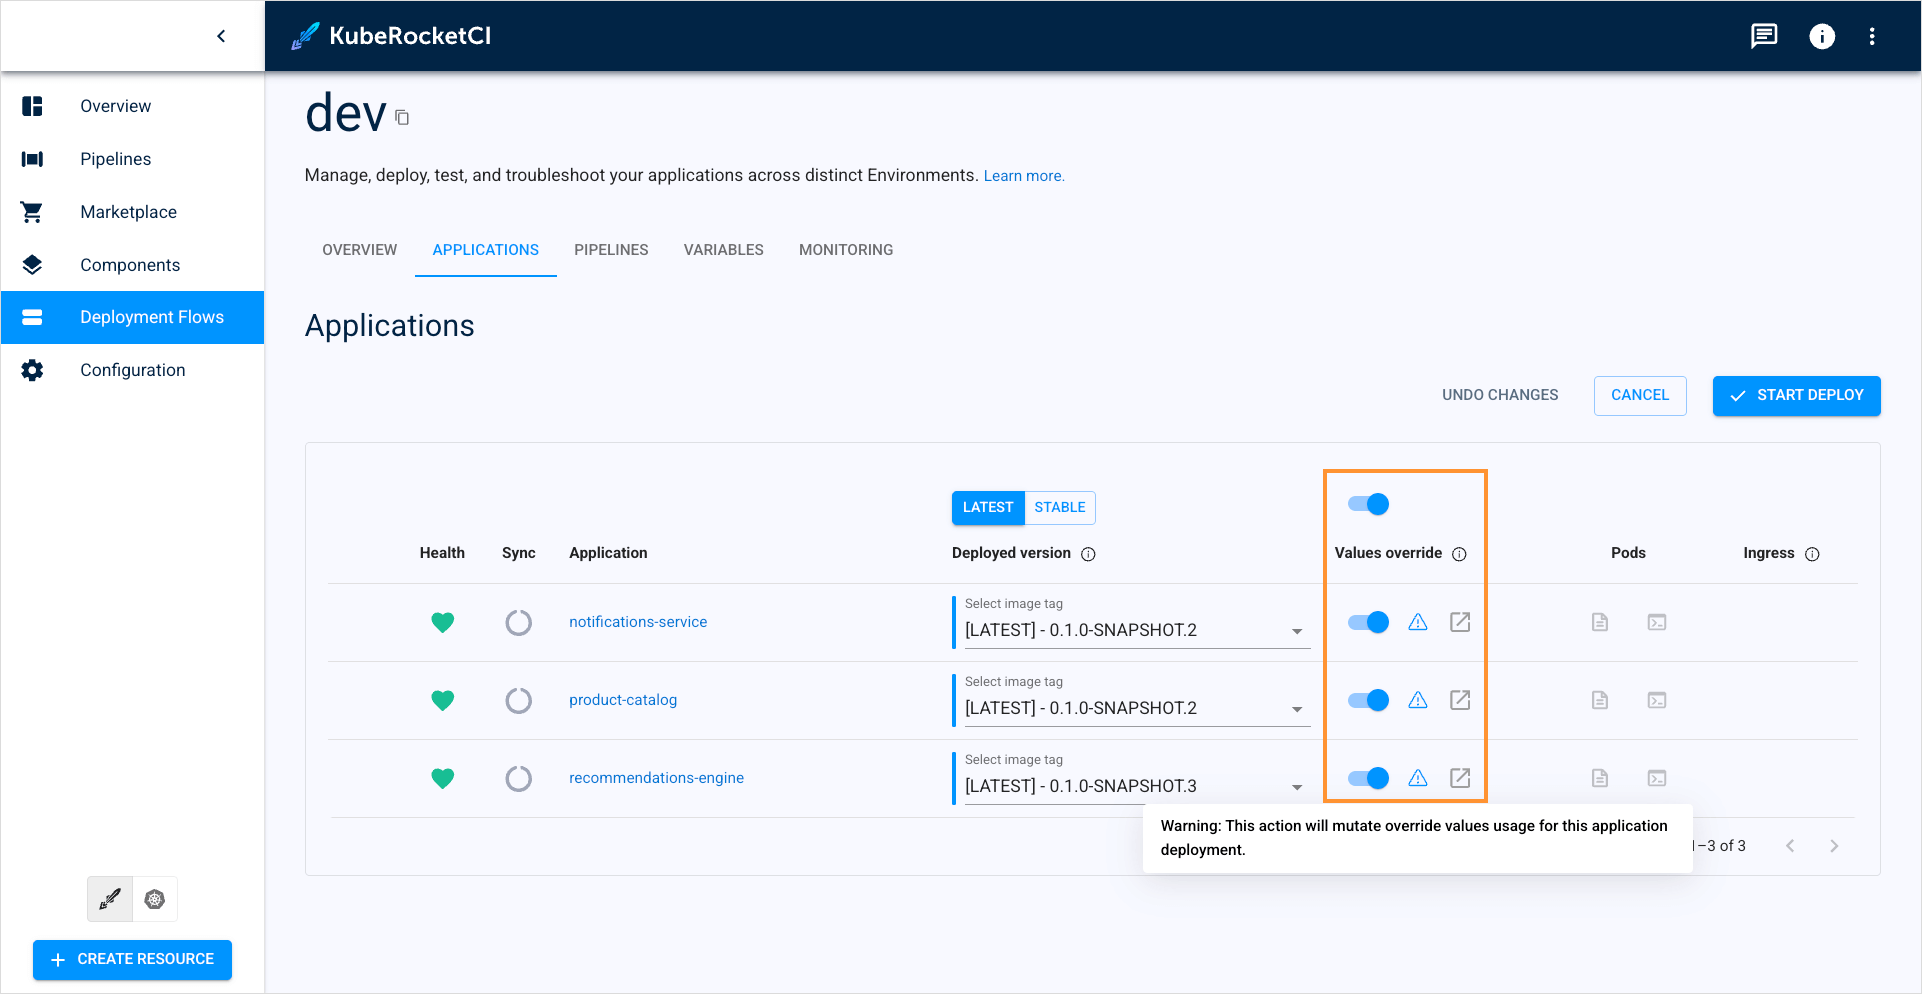 KubeRocketCI
Overview
Pipelines
Marketplace
Components
Deployment Flows
Configuration
CREATE RESOURCE
dev
Manage, deploy, test, and troubleshoot your applications across distinct Environments. Learn more.
OVERVIEW APPLICATIONS PIPELINES VARIABLES MONITORING
Applications
UNDO CHANGES CANCEL START DEPLOY
LATEST STABLE
Health Sync Application Deployed version Values override Pods Ingress
Select image tag
notifications-service [LATEST] - 0.1.0-SNAPSHOT.2
Select image tag
product-catalog [LATEST] - 0.1.0-SNAPSHOT.2
Select image tag
recommendations-engine [LATEST] - 0.1.0-SNAPSHOT.3
Warning: This action will mutate override values usage for this application
deployment.
–3 of 3